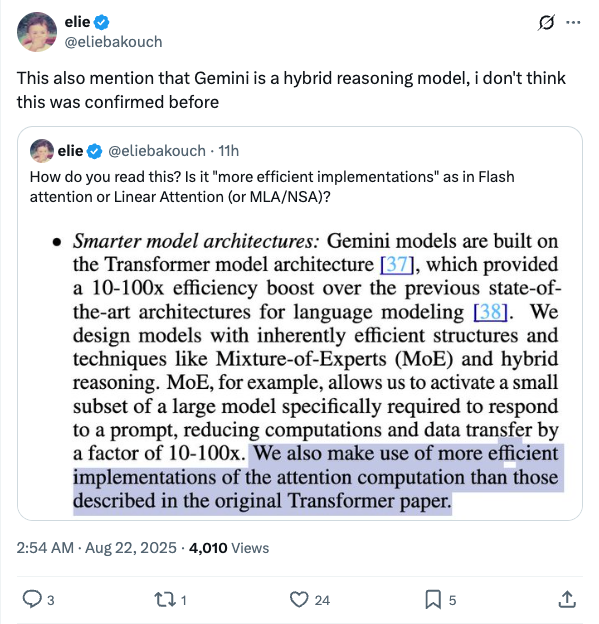 elie
@eliebakouch
This also mention that Gemini is a hybrid reasoning model, i don't think
this was confirmed before
elie @eliebakouch · 11h
How do you read this? Is it "more efficient implementations" as in Flash
attention or Linear Attention (or MLA/NSA)?
• Smarter model architectures: Gemini models are built on
the Transformer model architecture [37], which provided
a 10-100x efficiency boost over the previous state-of-
the-art architectures for language modeling [38]. We
design models with inherently efficient structures and
techniques like Mixture-of-Experts (MoE) and hybrid
reasoning. MoE, for example, allows us to activate a small
subset of a large model specifically required to respond
to a prompt, reducing computations and data transfer by
a factor of 10-100x. We also make use of more efficient
implementations of the attention computation than those
described in the original Transformer paper.
2:54 AM · Aug 22, 2025 · 4,010 Views
3 1 24 5